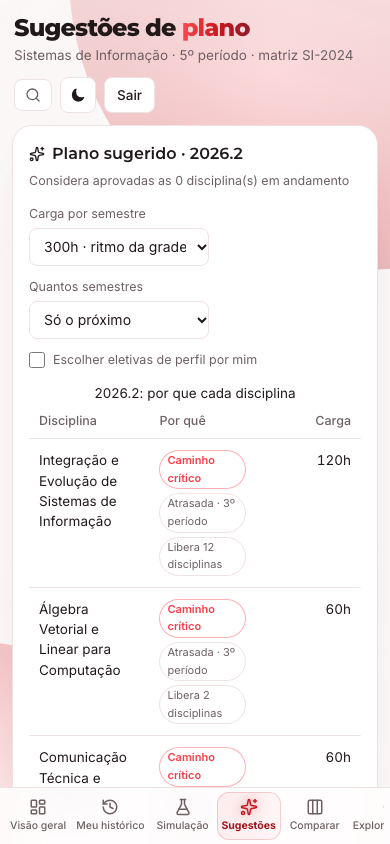 Sugestões de plano
Sistemas de Informação · 5º período · matriz SI-2024
Sair
Plano sugerido · 2026.2
Considera aprovadas as 0 disciplina(s) em andamento
Carga por semestre
300h · ritmo da grade
Quantos semestres
Só o próximo
Escolher eletivas de perfil por mim
2026.2: por que cada disciplina
Disciplina Por quê Carga
Integração e
Evolução de
Sistemas de
Informação
Caminho
crítico
Atrasada · 3º
período
Libera 12
disciplinas
120h
Álgebra
Vetorial e
Linear para
Computação
Caminho
crítico
Atrasada · 3º
período
Libera 2
disciplinas
60h
Comunicação
Técnica e
Caminho
crítico
60h
Visão geral Meu histórico Simulação Sugestões Comparar Explor